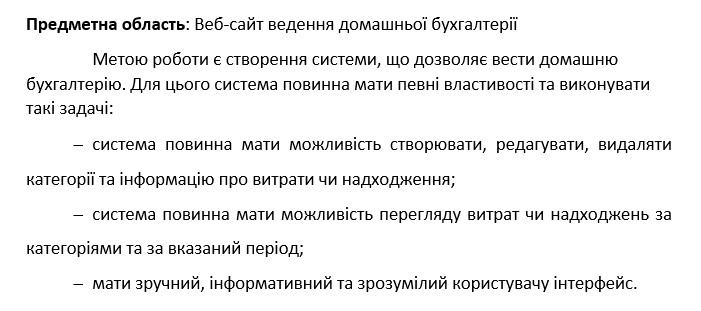 Предметна область: Веб-сайт ведення домашньої бухгалтерії
Метою роботи є створення системи, що дозволяє вести домашню
бухгалтерію. Для цього система повинна мати певні властивості та виконувати
такі задачі:
– система повинна мати можливість створювати, редагувати, видаляти
категорії та інформацію про витрати чи надходження;
– система повинна мати можливість перегляду витрат чи надходжень за
категоріями та за вказаний період;
– мати зручний, інформативний та зрозумілий користувачу інтерфейс.